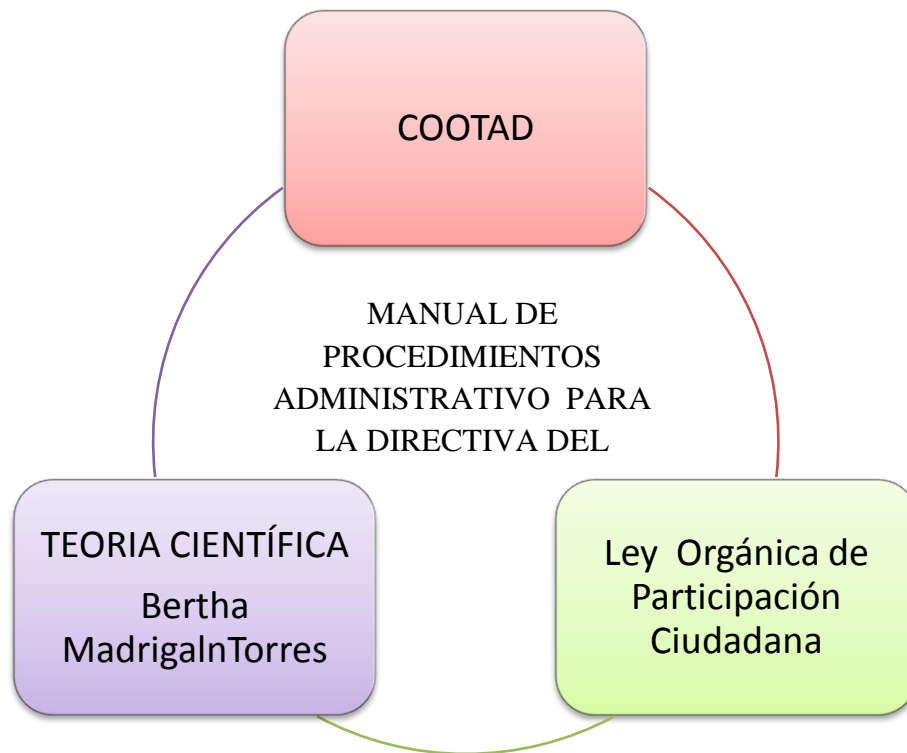 COOTAD
MANUAL DE
PROCEDIMIENTOS
ADMINISTRATIVO PARA
LA DIRECTIVA DEL
TEORIA CIENTÍFICA
Bertha
MadrigalnTorres
Ley Orgánica de
Participación
Ciudadana